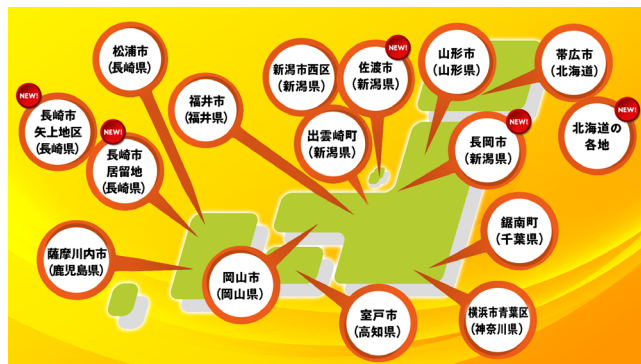 松浦市
(長崎県)
新潟市西区
(新潟県)
NEW!
佐渡市
(新潟県)
山形市
(山形県)
帯広市
(北海道)
NEW!
長崎市
矢上地区
(長崎県)
福井市
(福井県)
出雲崎町
(新潟県)
NEW!
長岡市
(新潟県)
NEW!
北海道の
各地
NEW!
長崎市
居留地
(長崎県)
薩摩川内市
(鹿児島県)
岡山市
(岡山県)
室戸市
(高知県)
鋸南町
(千葉県)
横浜市青葉区
(神奈川県)